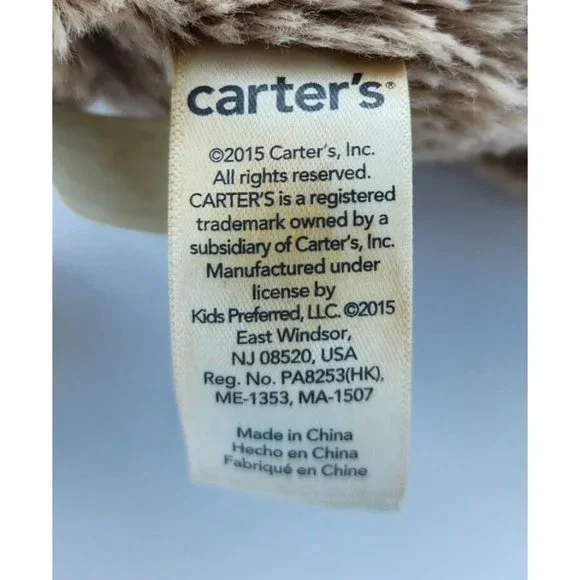 carter's®
©2015 Carter's, Inc.
All rights reserved.
CARTER'S is a registered
trademark owned by a
subsidiary of Carter's, Inc.
Manufactured under
license by
Kids Preferred, LLC. ©2015
East Windsor,
NJ 08520, USA
Reg. No. PA8253(HK),
ME-1353, MA-1507
Made in China
Hecho en China
Fabriqué en Chine